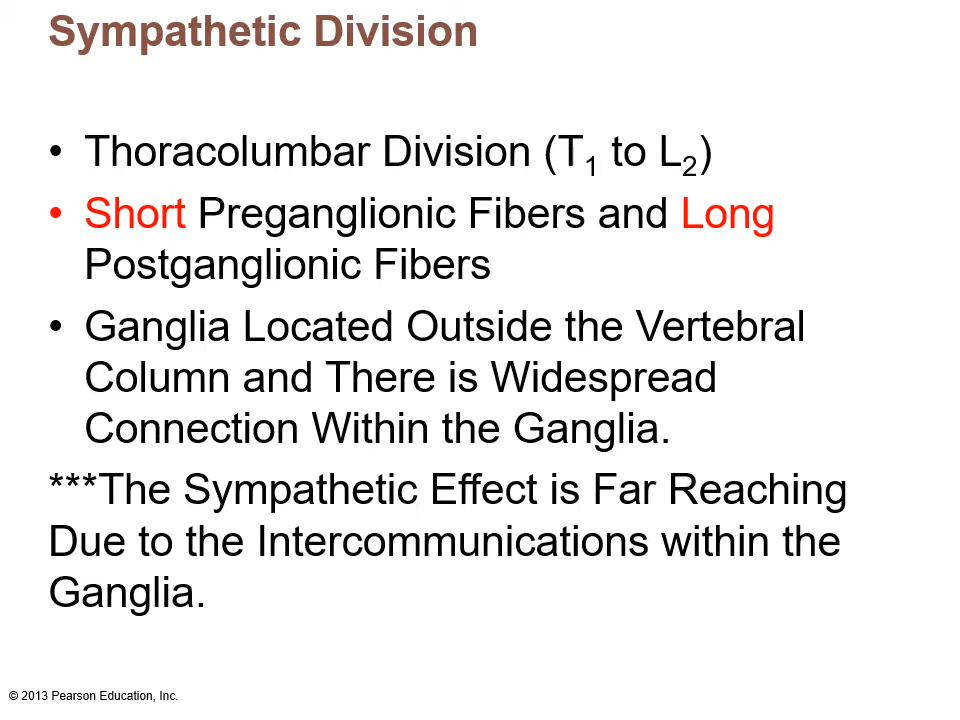 Sympathetic Division
• Thoracolumbar Division (T₁ to L₂)
• Short Preganglionic Fibers and Long
Postganglionic Fibers
• Ganglia Located Outside the Vertebral
Column and There is Widespread
Connection Within the Ganglia.
***The Sympathetic Effect is Far Reaching
Due to the Intercommunications within the
Ganglia.
© 2013 Pearson Education, Inc.